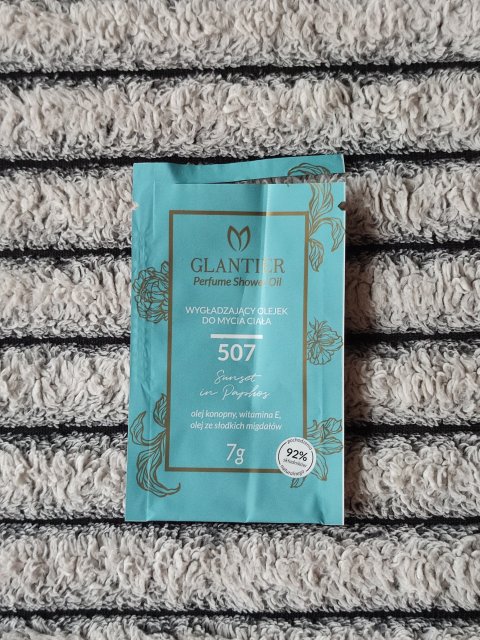 GLANTIER
Perfume Shower Oil
WYGŁADZAJĄCY OLEJEK
DO MYCIA CIAŁA
507
Sunset
in Paphos
olej konopny, witamina E,
olej ze słodkich migdałów
7g
92%
składników